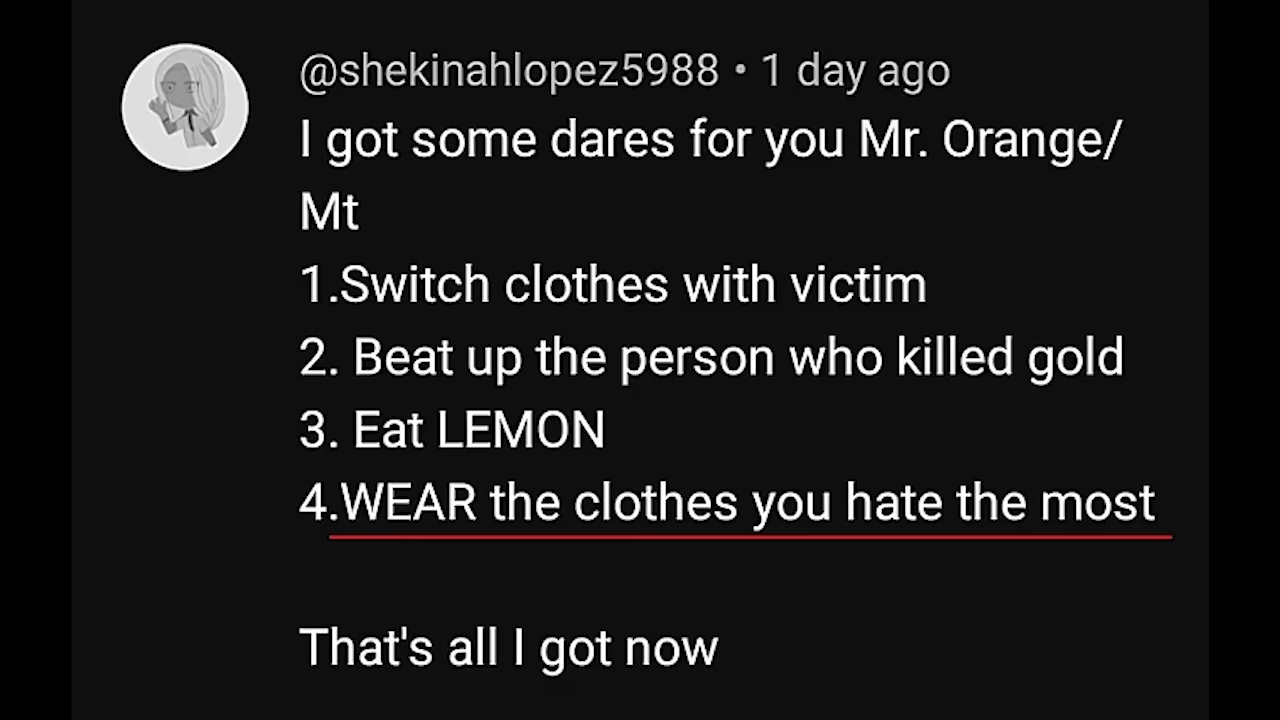 @shekinahlopez5988 • 1 day ago
I got some dares for you Mr. Orange/
Mt
1.Switch clothes with victim
2. Beat up the person who killed gold
3. Eat LEMON
4.WEAR the clothes you hate the most
That's all I got now